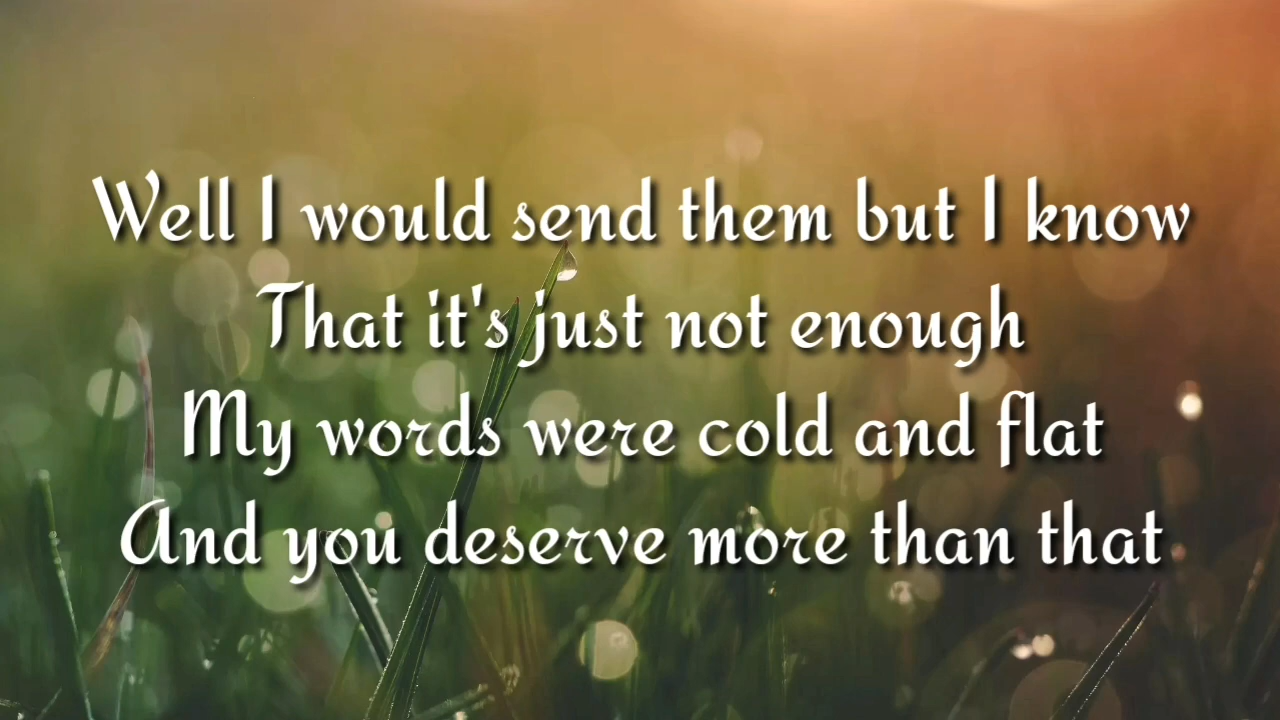 Well I would send them but I know
That it's just not enough
My words were cold and flat
And you deserve more than that